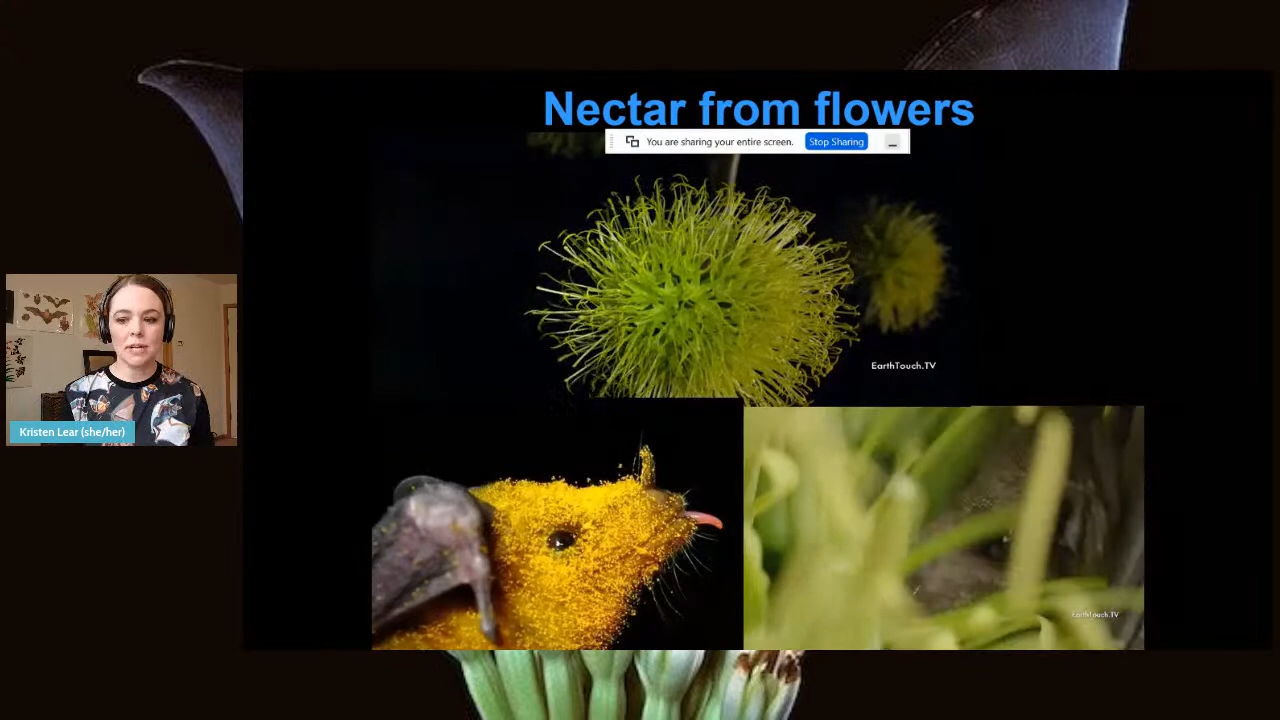 Nectar from flowers
You are sharing your entire screen. Stop Sharing
EarthTouch.TV
Kristen Lear (she/her)
EarthTouch.TV